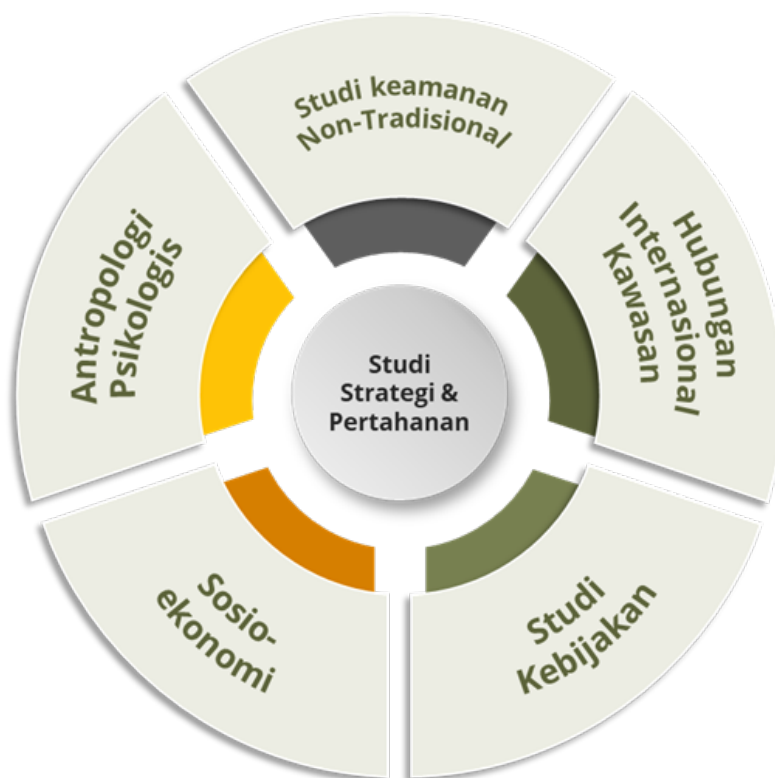 Studi keamanan
Non-Tradisional
Hubungan
Internasional
Kawasan
Studi
Kebijakan
Sosio-
ekonomi
Antropologi
Psikologis
Studi
Strategi &
Pertahanan